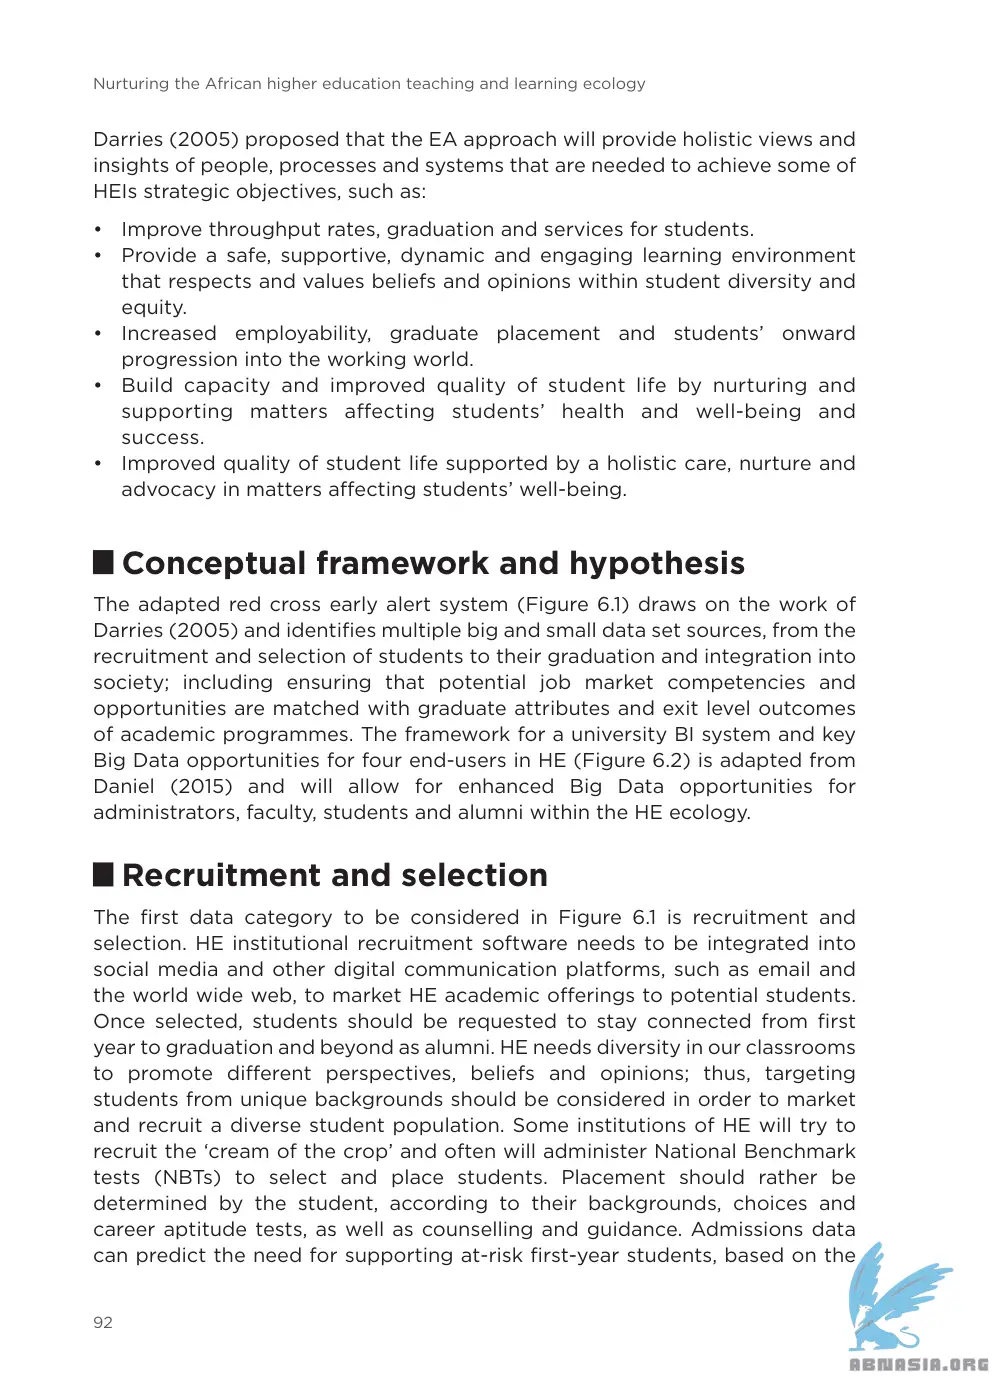 Nurturing the African higher education teaching and learning ecology
Darries (2005) proposed that the EA approach will provide holistic views and
insights of people, processes and systems that are needed to achieve some of
HEIs strategic objectives, such as:
• Improve throughput rates, graduation and services for students.
• Provide a safe, supportive, dynamic and engaging learning environment
that respects and values beliefs and opinions within student diversity and
equity.
• Increased employability, graduate placement and students’ onward
progression into the working world.
• Build capacity and improved quality of student life by nurturing and
supporting matters affecting students’ health and well-being and
success.
• Improved quality of student life supported by a holistic care, nurture and
advocacy in matters affecting students’ well-being.
Conceptual framework and hypothesis
The adapted red cross early alert system (Figure 6.1) draws on the work of
Darries (2005) and identifies multiple big and small data set sources, from the
recruitment and selection of students to their graduation and integration into
society; including ensuring that potential job market competencies and
opportunities are matched with graduate attributes and exit level outcomes
of academic programmes. The framework for a university BI system and key
Big Data opportunities for four end-users in HE (Figure 6.2) is adapted from
Daniel (2015) and will allow for enhanced Big Data opportunities for
administrators, faculty, students and alumni within the HE ecology.
Recruitment and selection
The first data category to be considered in Figure 6.1 is recruitment and
selection. HE institutional recruitment software needs to be integrated into
social media and other digital communication platforms, such as email and
the world wide web, to market HE academic offerings to potential students.
Once selected, students should be requested to stay connected from first
year to graduation and beyond as alumni. HE needs diversity in our classrooms
to promote different perspectives, beliefs and opinions; thus, targeting
students from unique backgrounds should be considered in order to market
and recruit a diverse student population. Some institutions of HE will try to
recruit the ‘cream of the crop’ and often will administer National Benchmark
tests (NBTs) to select and place students. Placement should rather be
determined by the student, according to their backgrounds, choices and
career aptitude tests, as well as counselling and guidance. Admissions data
can predict the need for supporting at-risk first-year students, based on the
92
ABNASIA.ORG